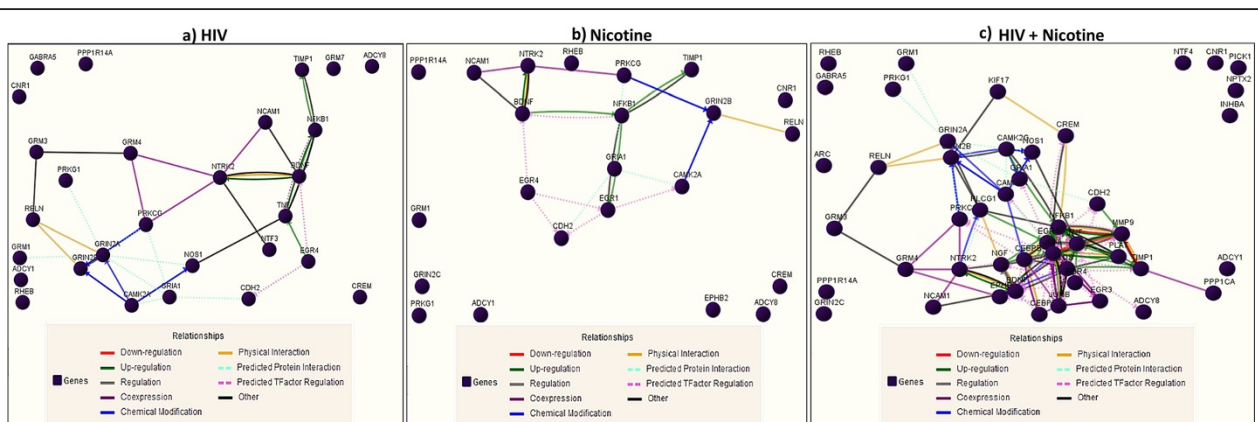 a) HIV
GABRA5
PPP1R14A
TIMP1
GRM7
ADCY8
CNR1
NCAM1
NFKB1
GRM3
GRM4
NTRK2
BDNF
PRKG1
RELN
PRKCG
TNF
GRM1
GRIN2A
NTF3
EGR4
GRIN2B
NOS1
ADCY1
RHEB
CAMK2A
GRIA1
CDH2
CREM
Relationships
Genes
Down-regulation
Physical Interaction
Up-regulation
Predicted Protein Interaction
Regulation
Predicted TFactor Regulation
Coexpression
Other
Chemical Modification
b) Nicotine
PPP1R14A
NCAM1
NTRK2
RHEB
PRKCG
TIMP1
BDNF
NFKB1
GRIN2B
CNR1
RELN
GRIA1
EGR4
CAMK2A
EGR1
CDH2
GRM1
GRIN2C
CREM
PRKG1
ADCY1
EPHB2
ADCY8
Relationships
Genes
Down-regulation
Physical Interaction
Up-regulation
Predicted Protein Interaction
Regulation
Predicted TFactor Regulation
Coexpression
Other
Chemical Modification
c) HIV + Nicotine
RHEB
GRM1
NTF4
CNR1
PICK1
GABRA5
PRKG1
KIF17
NPTX2
INHBA
GRIN2A
CAMK2G
NOS1
CREM
ARC
RELN
GRIA1
PLCG1
CDH2
GRM3
NFKB1
MMP9
GRM4
NTRK2
NGF
TIMP1
ADCY1
PPP1R14A
GRIN2C
NCAM1
EGR3
ADCY8
PPP1CA
Relationships
Genes
Down-regulation
Physical Interaction
Up-regulation
Predicted Protein Interaction
Regulation
Predicted TFactor Regulation
Coexpression
Other
Chemical Modification